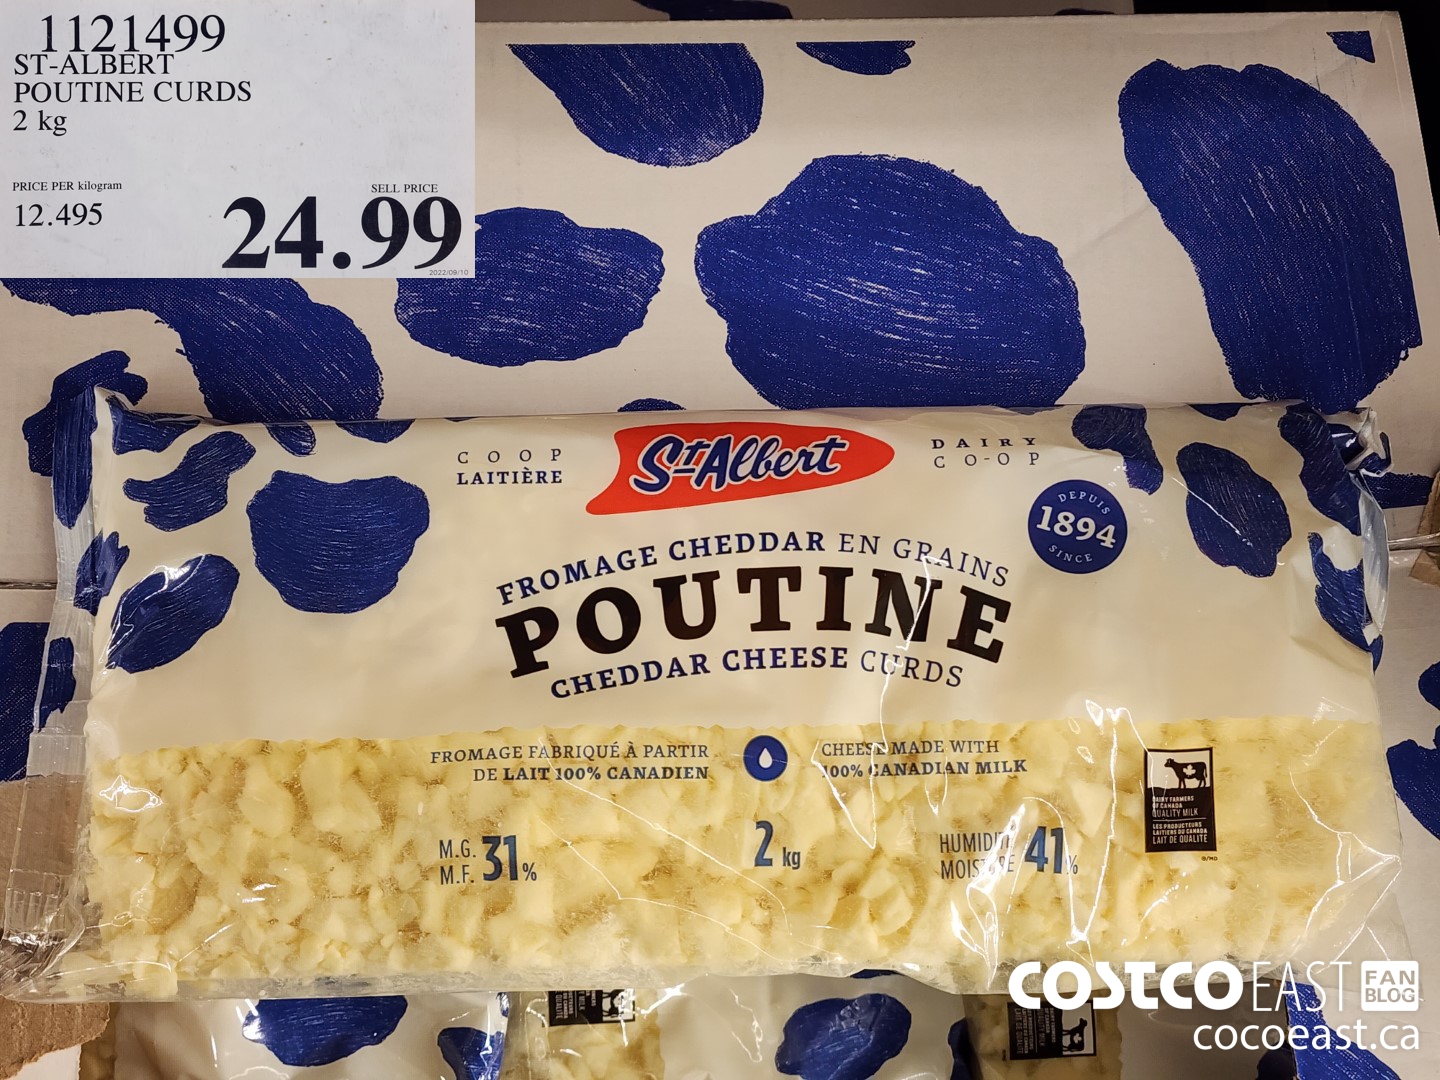 1121499
ST-ALBERT
POUTINE CURDS
2 kg
PRICE PER kilogram
12.495
SELL PRICE
24.99
2022/09/10
COOP
LAITIÈRE
St-Albert
DAIRY
CO-OP
DEPUIS
1894
SINCE
FROMAGE CHEDDAR EN GRAINS
POUTINE
CHEDDAR CHEESE CURDS
FROMAGE FABRIQUÉ À PARTIR
DE LAIT 100% CANADIEN
CHEESE MADE WITH
100% CANADIAN MILK
M.G.
M.F. 31%
2 kg
HUMIDITÉ
MOISTURE 41%
DAIRY FARMERS
OF CANADA
QUALITY MILK
LES PRODUCTEURS
LAITIERS DU CANADA
LAIT DE QUALITÉ
®/MD
COSTCO EAST FAN
BLOG
cocoeast.ca